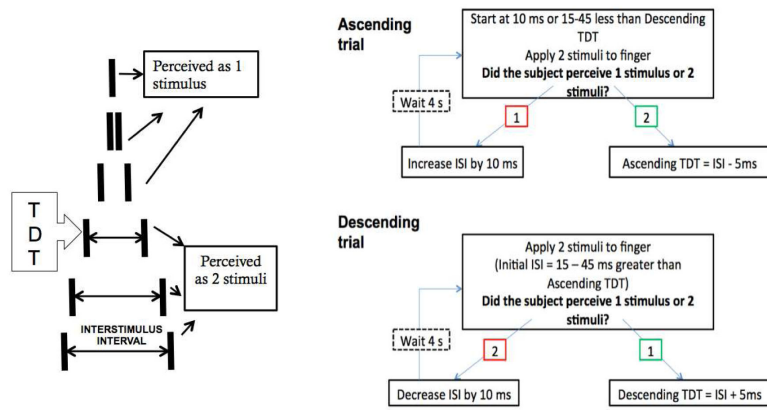 Perceived as 1
stimulus
T
D
T
Perceived
as 2 stimuli
INTERSTIMULUS
INTERVAL
Ascending
trial
Start at 10 ms or 15-45 less than Descending
TDT
Apply 2 stimuli to finger
Did the subject perceive 1 stimulus or 2
stimuli?
Wait 4 s
1
2
Increase ISI by 10 ms
Ascending TDT = ISI - 5ms
Descending
trial
Apply 2 stimuli to finger
(Initial ISI = 15 – 45 ms greater than
Ascending TDT)
Did the subject perceive 1 stimulus or 2
stimuli?
Wait 4 s
2
1
Decrease ISI by 10 ms
Descending TDT = ISI + 5ms